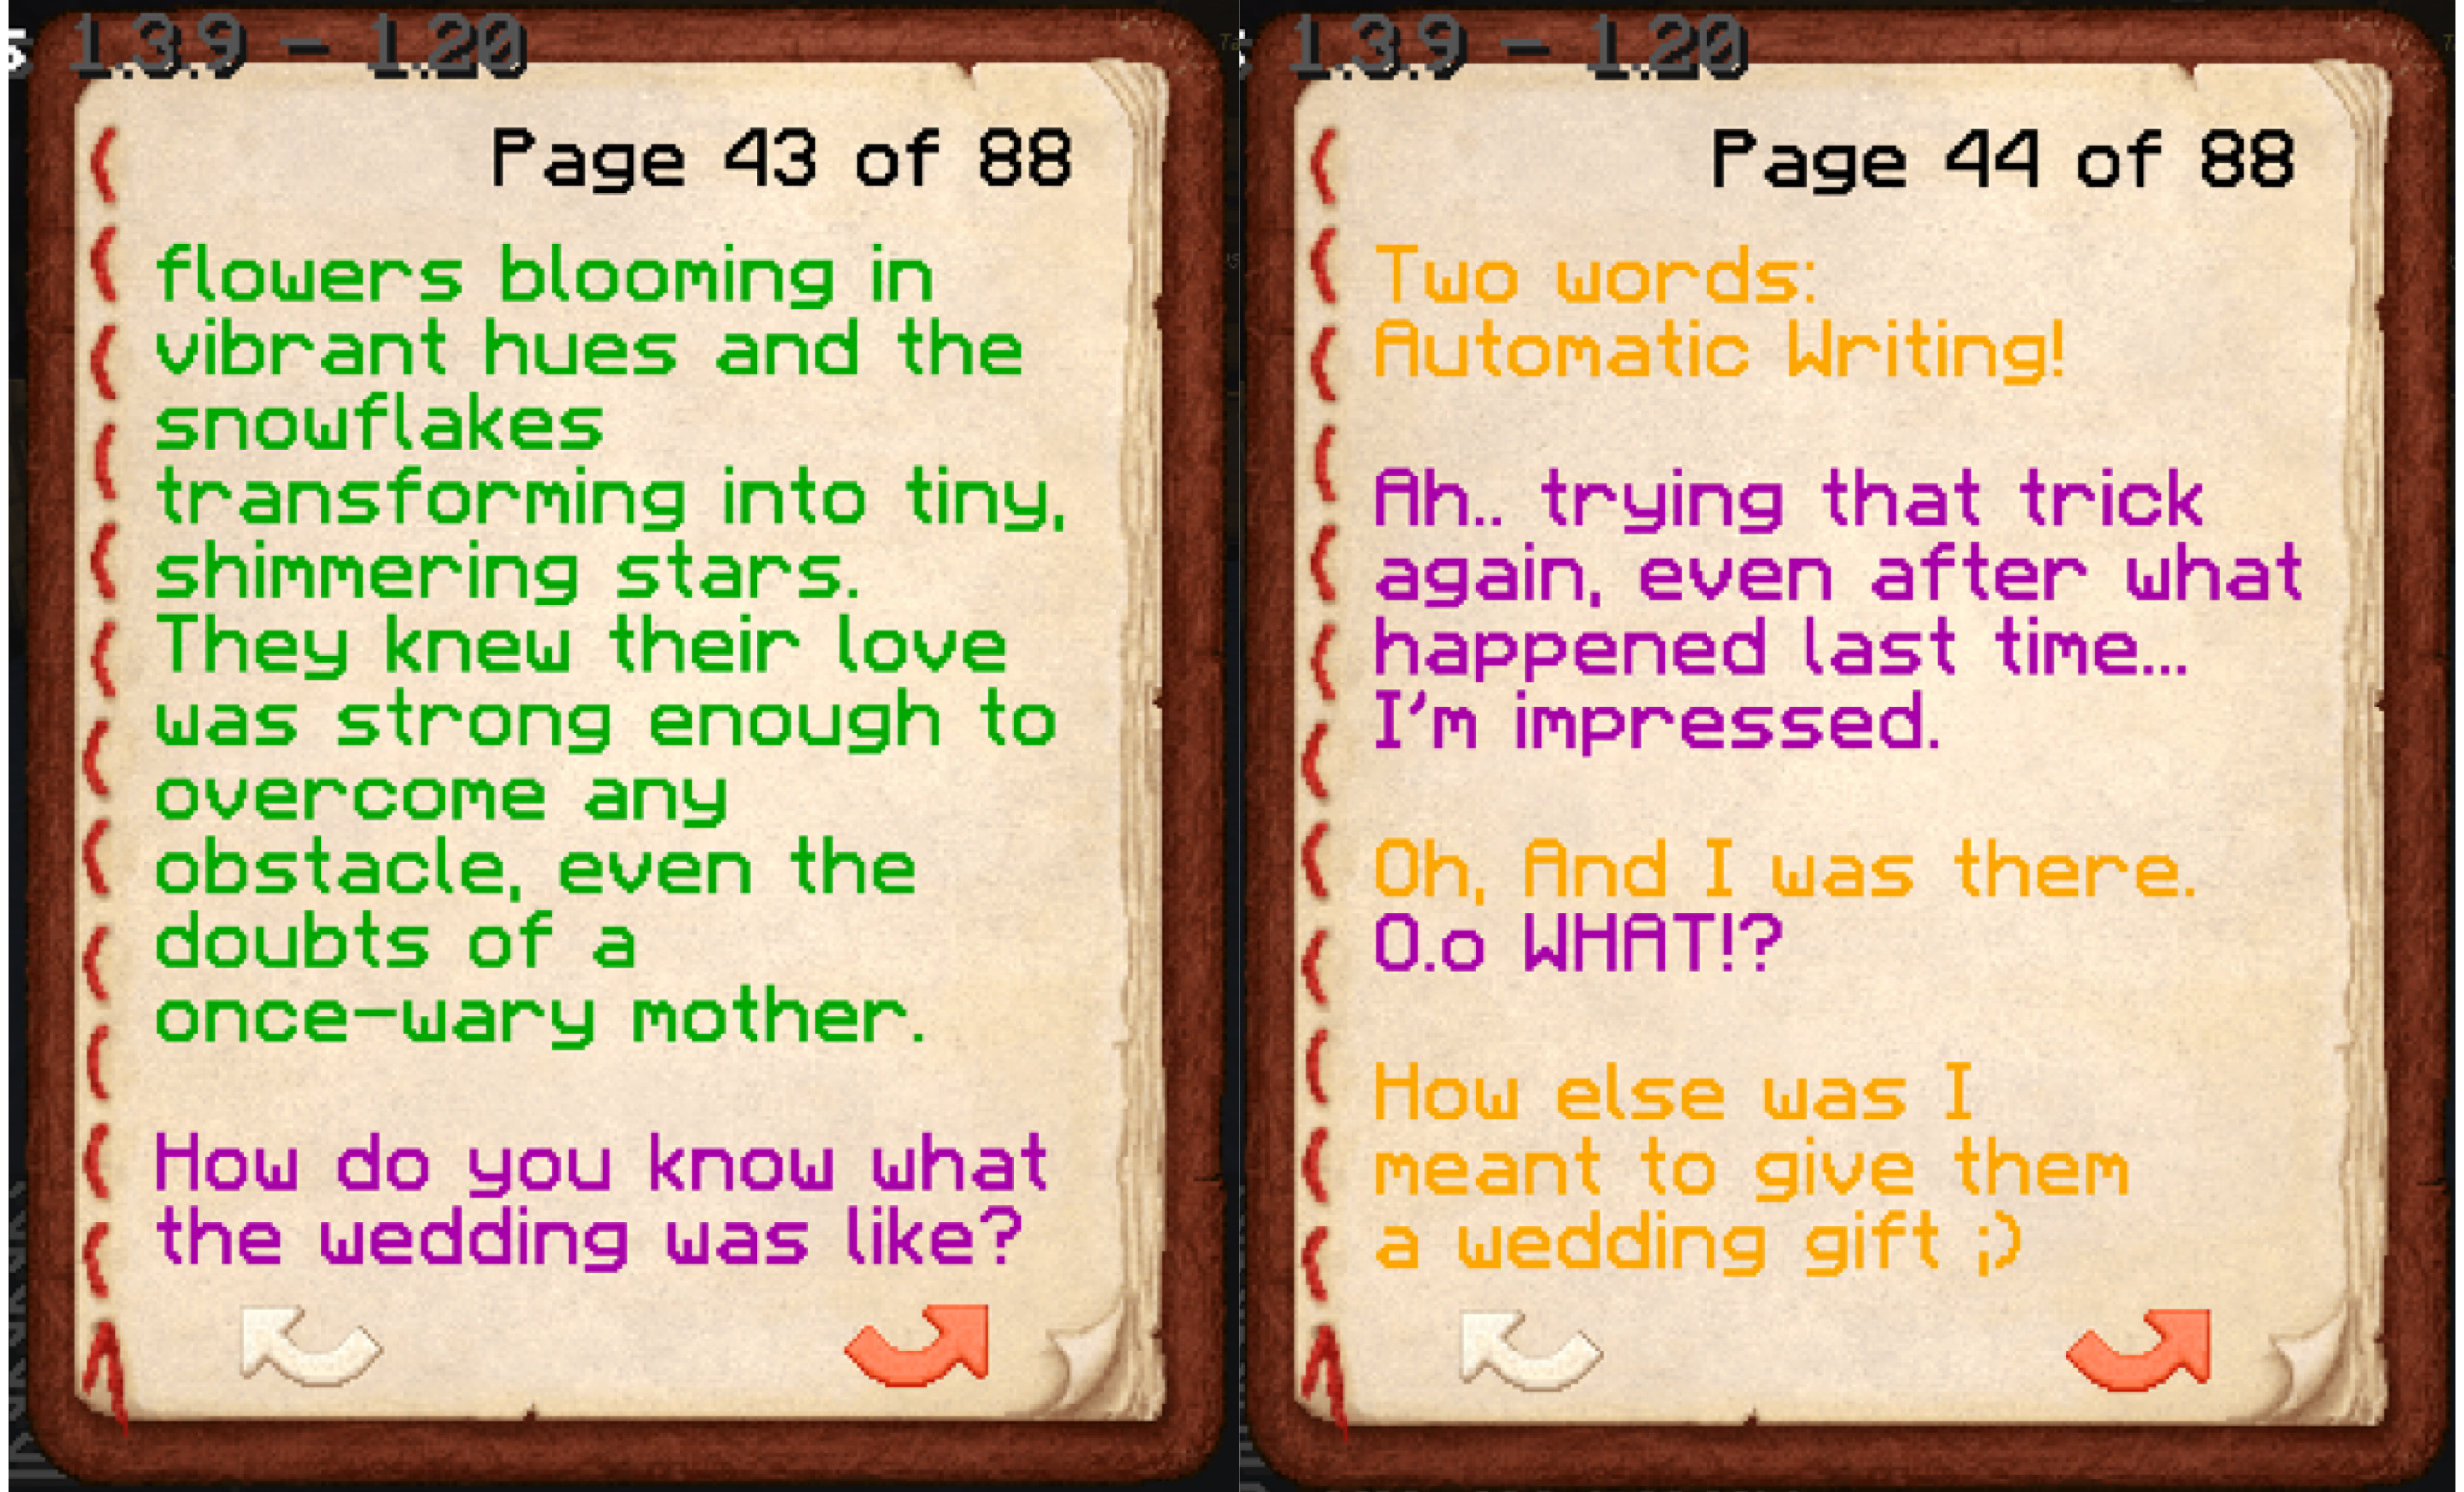 1.3.9 - 1.20
Page 43 of 88
flowers blooming in
vibrant hues and the
snowflakes
transforming into tiny,
shimmering stars.
They knew their love
was strong enough to
overcome any
obstacle, even the
doubts of a
once-wary mother.
How do you know what
the wedding was like?
1.3.9 - 1.20
Page 44 of 88
Two words:
Automatic Writing!
Ah.. trying that trick
again, even after what
happened last time...
I'm impressed.
Oh, And I was there.
O.o WHAT!?
How else was I
meant to give them
a wedding gift ;)